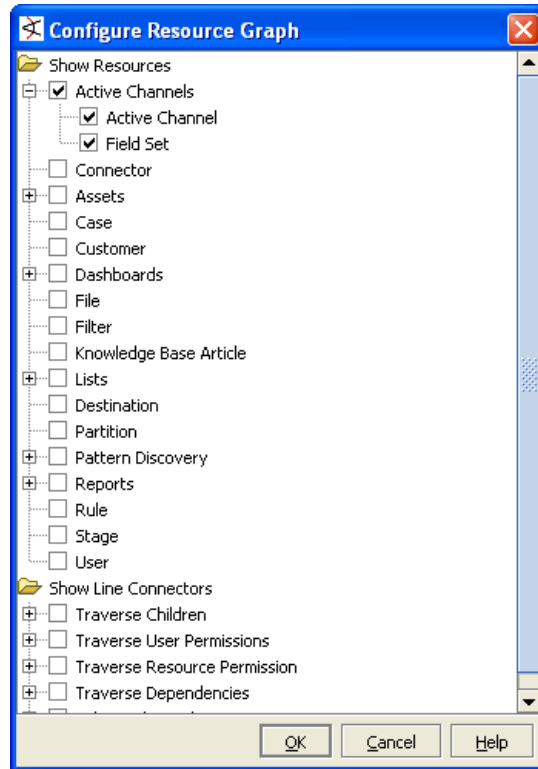 Configure Resource Graph
Show Resources
Active Channels
Active Channel
Field Set
Connector
Assets
Case
Customer
Dashboards
File
Filter
Knowledge Base Article
Lists
Destination
Partition
Pattern Discovery
Reports
Rule
Stage
User
Show Line Connectors
Traverse Children
Traverse User Permissions
Traverse Resource Permission
Traverse Dependencies
OK Cancel Help